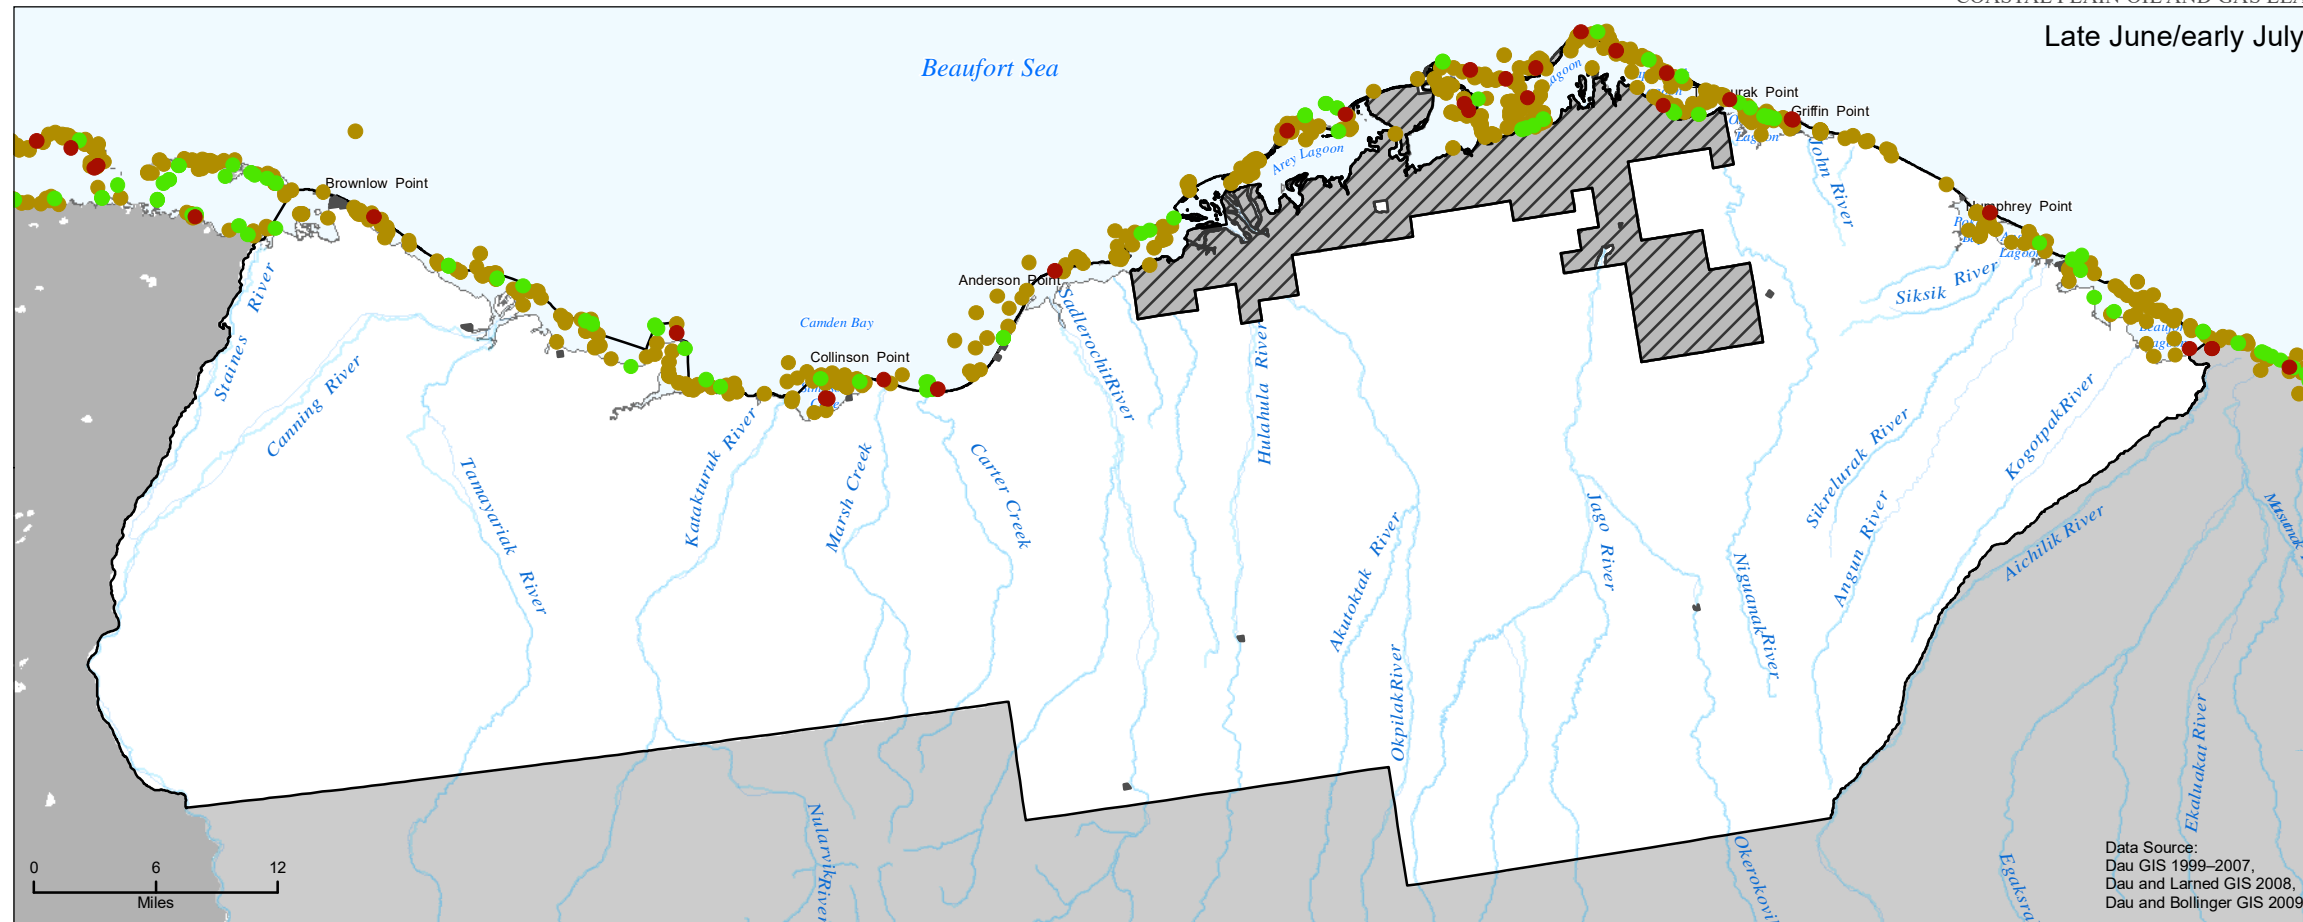 Late June/early July
Beaufort Sea
Griffin Point
Lagoon
Arey Lagoon
Brownlow Point
John River
Humphrey Point
Lagoon
Anderson Point
Siksik River
Staines River
Camden Bay
Sadlerochit River
Collinson Point
Hulahula River
Canning River
Katakturuk River
Marsh Creek
Carter Creek
Tamayariak River
Sikrelurak River
Kogotpak River
Jago River
Akutoktak River
Angun River
Aichilik River
Niguanak River
Okpilak River
Ekaluakat River
Nularvik River
0 6 12
Miles
Data Source:
Dau GIS 1999–2007,
Dau and Larned GIS 2008,
Dau and Bollinger GIS 2009